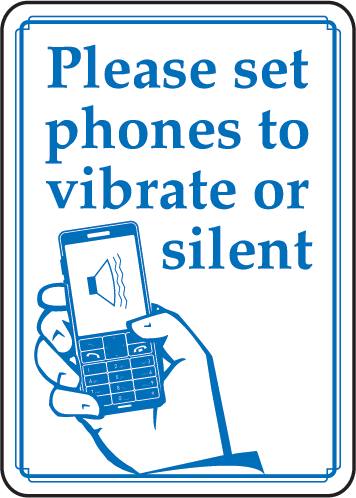 Please set
phones to
vibrate or
silent